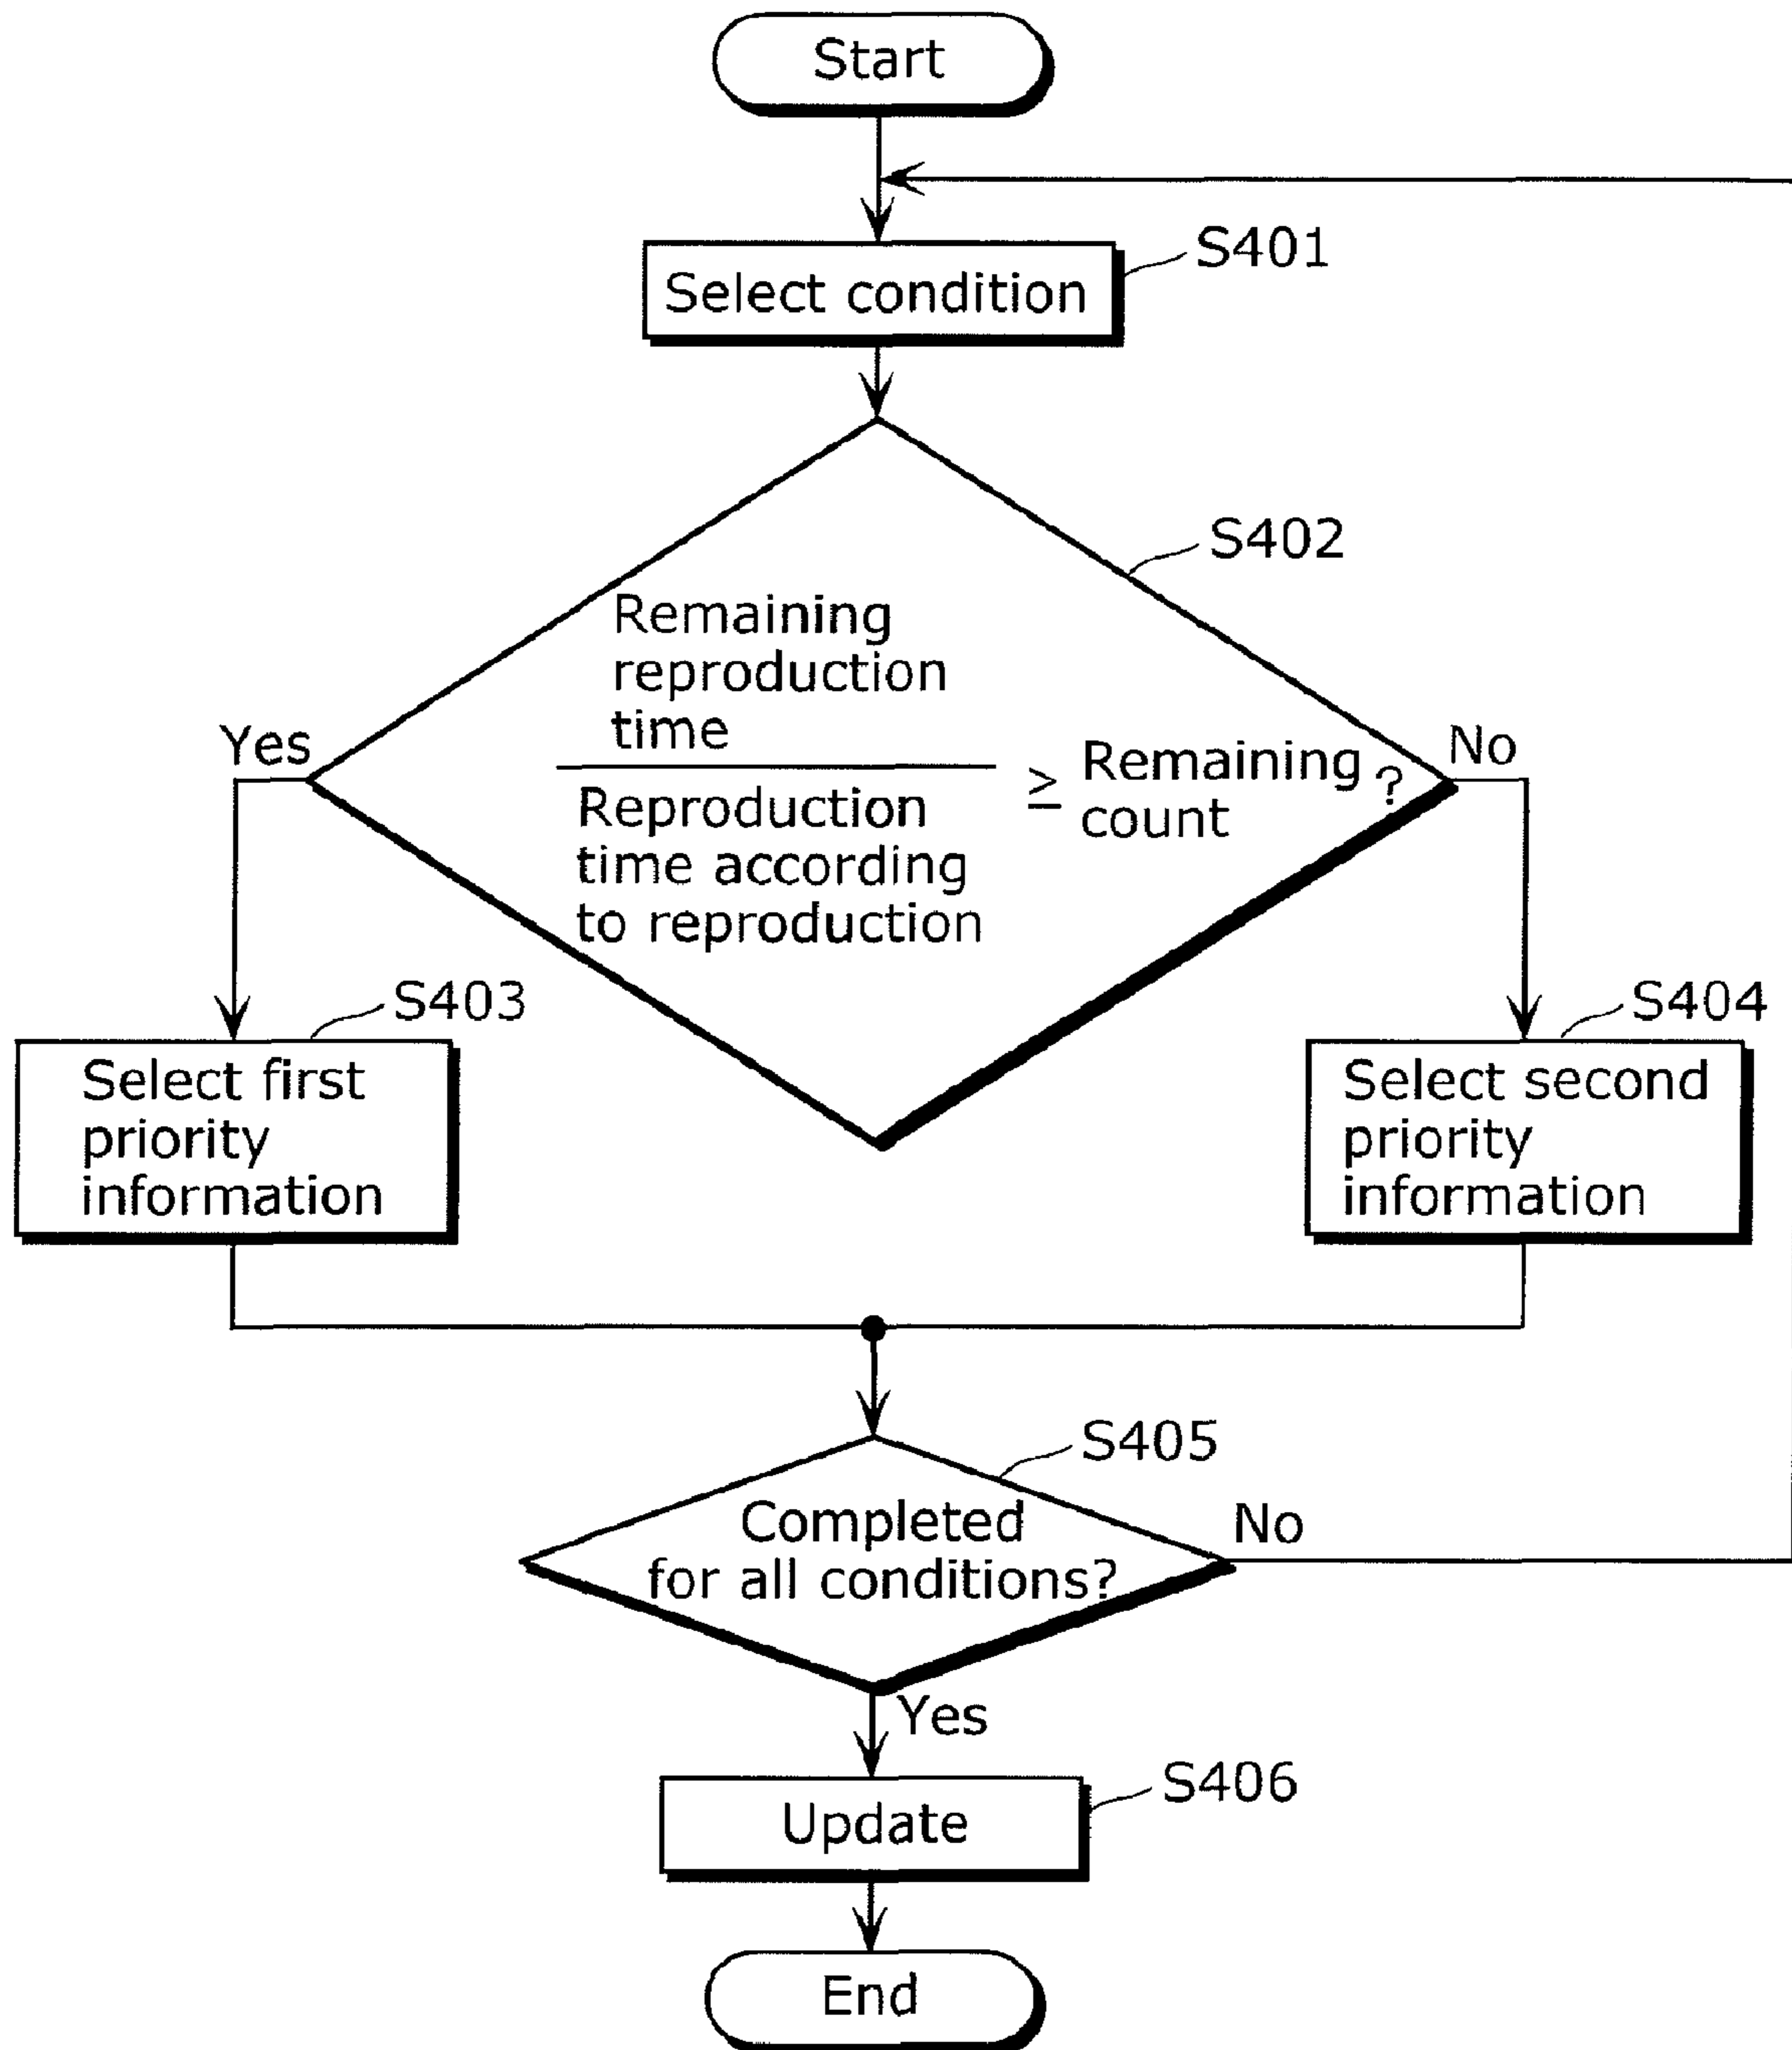 Start
S401
Select condition
S402
Remaining
reproduction
time
Yes
No
≥ Remaining
count ?
Reproduction
time according
to reproduction
S403
Select first
priority
information
S404
Select second
priority
information
S405
Completed
for all conditions?
No
Yes
S406
Update
End